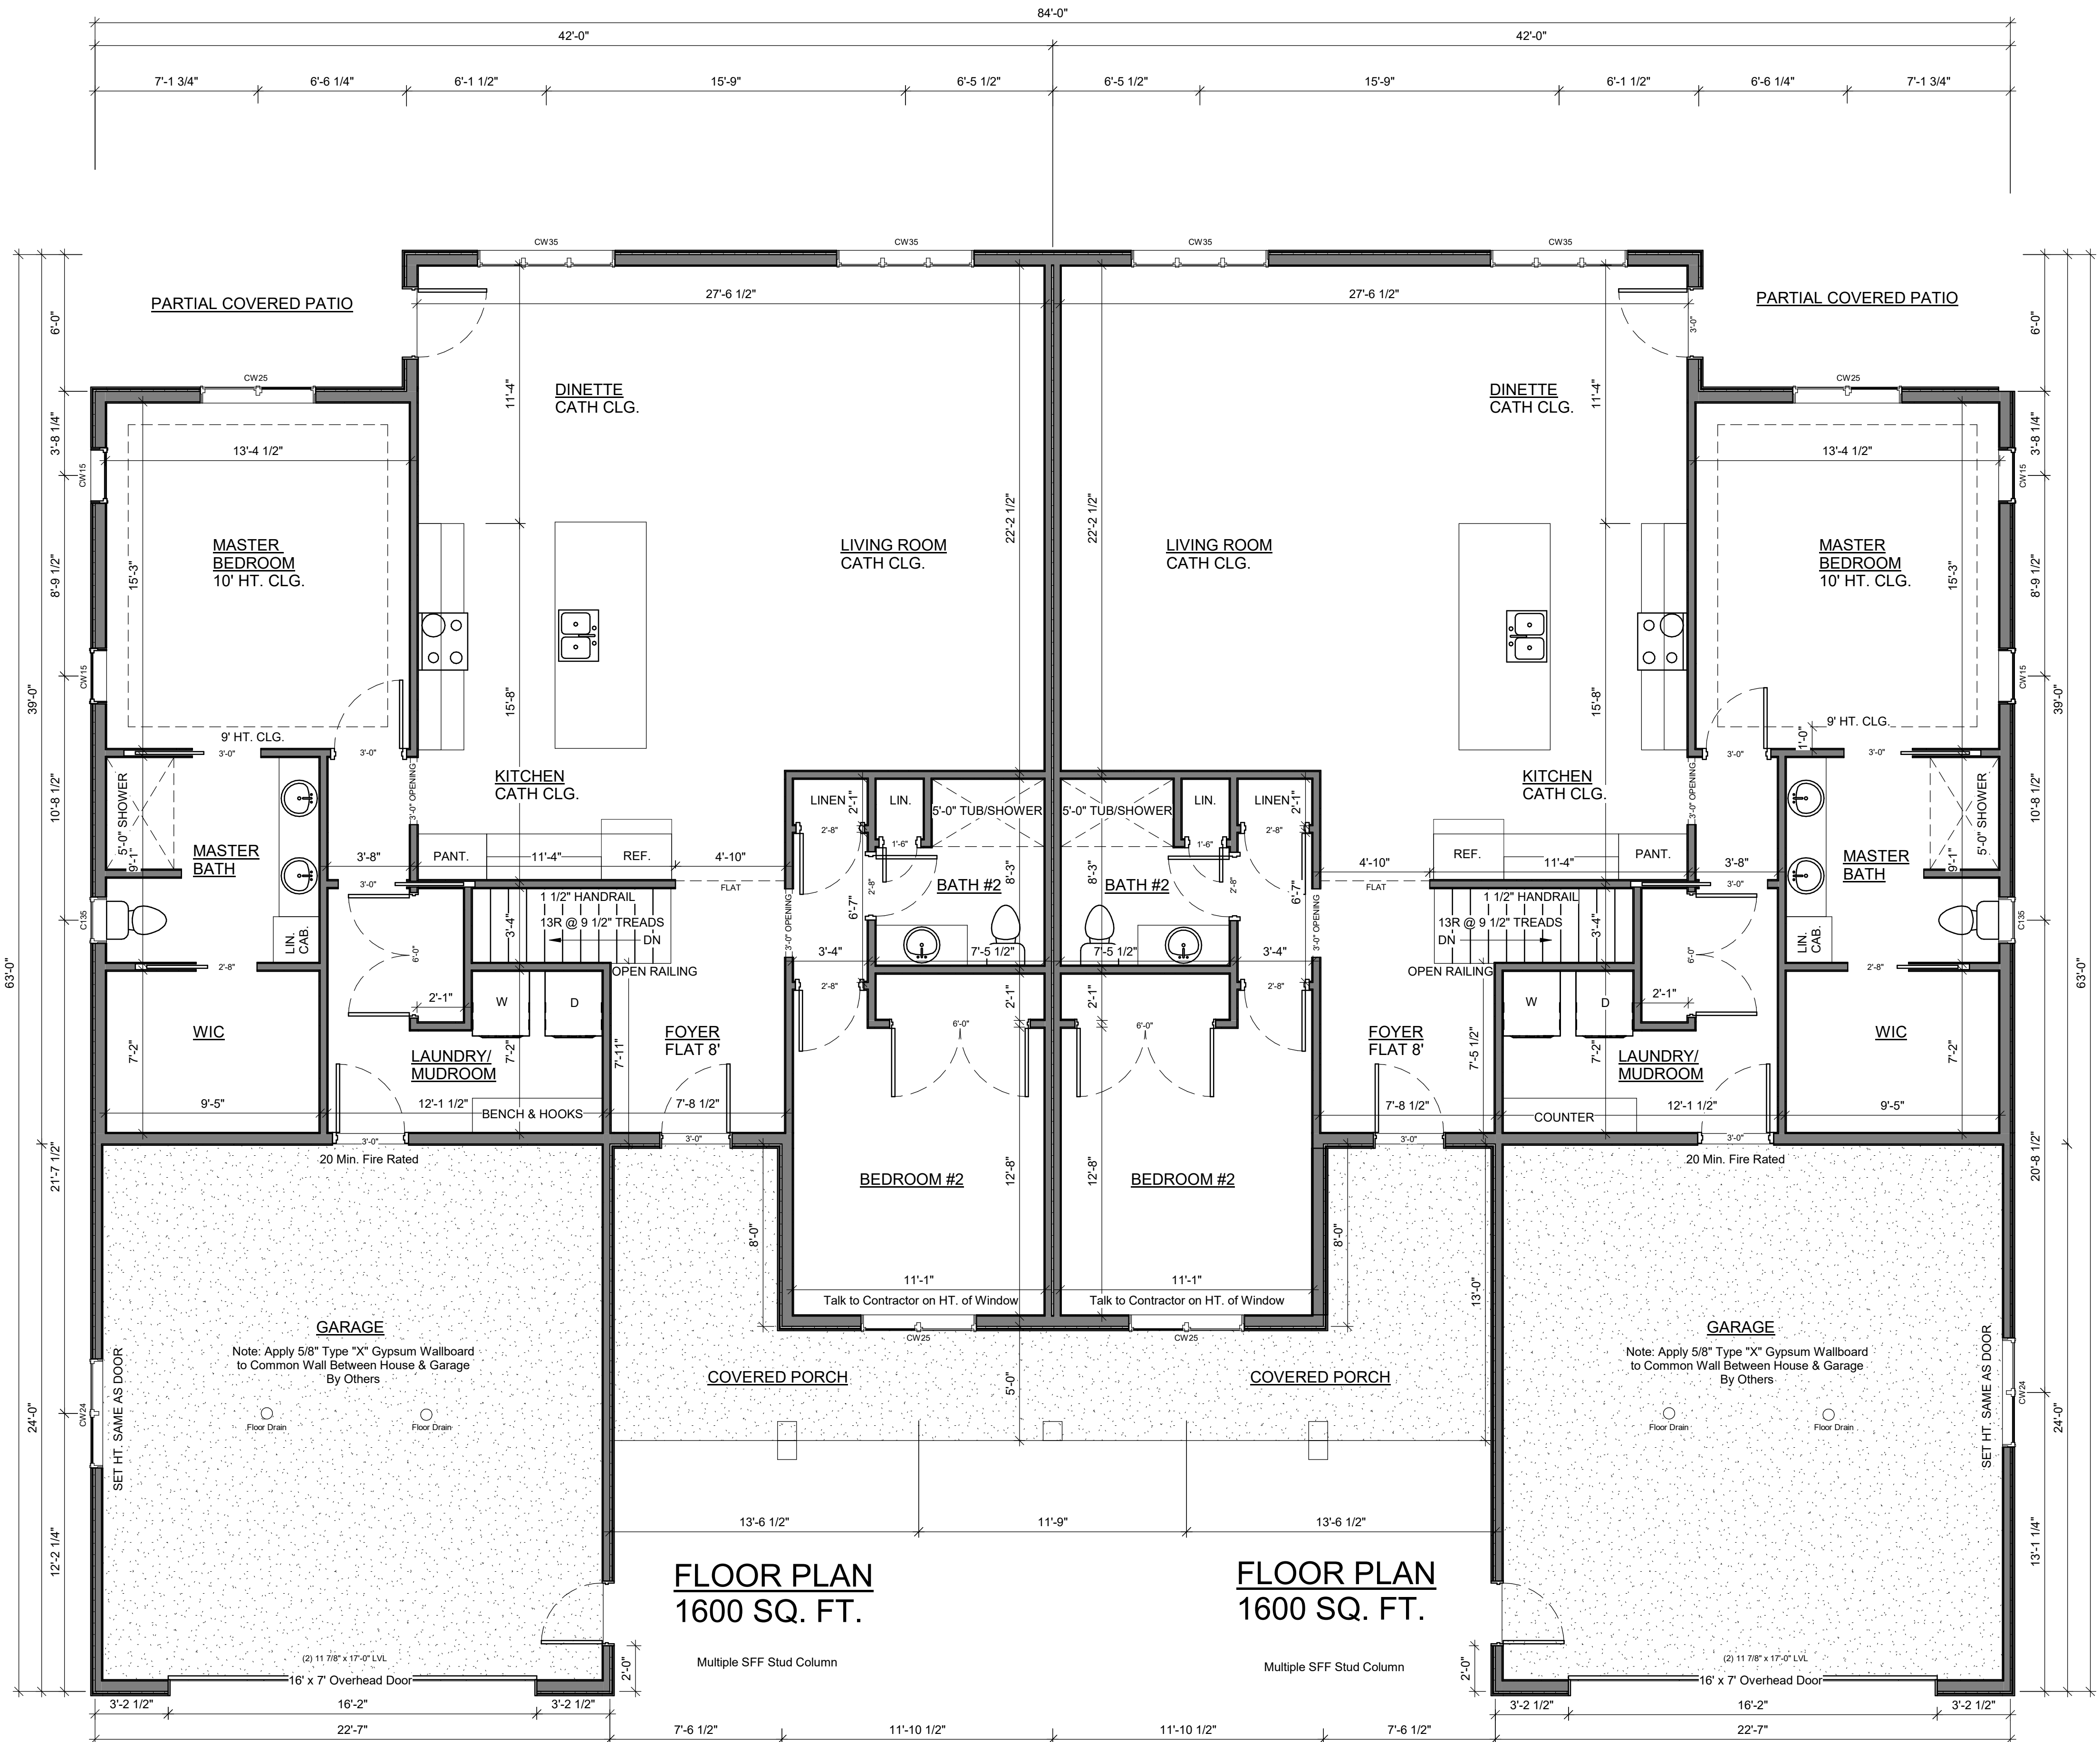 84'-0"
42'-0" 42'-0"
7'-1 3/4" 6'-6 1/4" 6'-1 1/2" 15'-9" 6'-5 1/2" 6'-5 1/2" 15'-9" 6'-1 1/2" 6'-6 1/4" 7'-1 3/4"
CW35 CW35 CW35 CW35
27'-6 1/2" 27'-6 1/2"
PARTIAL COVERED PATIO
PARTIAL COVERED PATIO
6'-0" 3'-0" 6'-0"
CW25 CW25
DINETTE
CATH CLG.
11'-4"
DINETTE
CATH CLG.
11'-4"
3'-8 1/4" 3'-8 1/4"
13'-4 1/2" 13'-4 1/2"
CW15 CW15
22'-2 1/2" 22'-2 1/2"
MASTER
BEDROOM
10' HT. CLG.
LIVING ROOM
CATH CLG.
LIVING ROOM
CATH CLG.
MASTER
BEDROOM
10' HT. CLG.
8'-9 1/2" 15'-3" 15'-3" 8'-9 1/2"
CW15 CW15
39'-0" 15'-8" 15'-8" 39'-0"
9' HT. CLG. 9' HT. CLG.
1'-0"
3'-0" 3'-0" 3'-0" 3'-0"
KITCHEN
CATH CLG.
KITCHEN
CATH CLG.
3'-0" OPENING 3'-0" OPENING
10'-8 1/2" 10'-8 1/2"
5'-0" SHOWER 5'-0" SHOWER
9'-1" 9'-1"
LINEN 2'-1" LIN. 5'-0" TUB/SHOWER 5'-0" TUB/SHOWER LIN. LINEN 2'-1"
2'-8" 1'-6" 1'-6" 2'-8"
MASTER
BATH
MASTER
BATH
3'-8" PANT. 11'-4" REF. 4'-10" 4'-10" REF. 11'-4" PANT. 3'-8"
3'-0" FLAT FLAT 3'-0"
2'-8" BATH #2 8'-3" 8'-3" BATH #2 2'-8"
6'-7" 6'-7"
1 1/2" HANDRAIL
13R @ 9 1/2" TREADS
DN
3'-4"
1 1/2" HANDRAIL
13R @ 9 1/2" TREADS
DN
3'-4"
C135 C135
LIN.
CAB.
LIN.
CAB.
3'-0" OPENING 3'-0" OPENING
6'-0" 6'-0"
3'-4" 7'-5 1/2" 7'-5 1/2" 3'-4"
2'-8" OPEN RAILING OPEN RAILING 2'-8"
2'-8" 2'-8"
63'-0" 63'-0"
2'-1" W D W D 2'-1"
2'-1" 2'-1"
6'-0" 6'-0"
WIC WIC
7'-2" 7'-2"
LAUNDRY/
MUDROOM
7'-2"
7'-11"
FOYER
FLAT 8'
FOYER
FLAT 8'
7'-5 1/2"
7'-2"
LAUNDRY/
MUDROOM
9'-5" 12'-1 1/2" 7'-8 1/2" 7'-8 1/2" 12'-1 1/2" 9'-5"
BENCH & HOOKS COUNTER
3'-0" 3'-0" 3'-0" 3'-0"
20 Min. Fire Rated 20 Min. Fire Rated
21'-7 1/2" 20'-8 1/2"
BEDROOM #2 12'-8" 12'-8" BEDROOM #2
8'-0" 8'-0"
13'-0"
11'-1" 11'-1"
Talk to Contractor on HT. of Window Talk to Contractor on HT. of Window
CW25 CW25
GARAGE
Note: Apply 5/8" Type "X" Gypsum Wallboard
to Common Wall Between House & Garage
By Others
GARAGE
Note: Apply 5/8" Type "X" Gypsum Wallboard
to Common Wall Between House & Garage
By Others
COVERED PORCH 5'-0" COVERED PORCH
24'-0" CW24 SET HT. SAME AS DOOR
SET HT. SAME AS DOOR CW24 24'-0"
Floor Drain Floor Drain Floor Drain Floor Drain
13'-6 1/2" 11'-9" 13'-6 1/2"
12'-2 1/4" 13'-1 1/4"
FLOOR PLAN
1600 SQ. FT.
FLOOR PLAN
1600 SQ. FT.
Multiple SFF Stud Column
Multiple SFF Stud Column
(2) 11 7/8" x 17'-0" LVL
16' x 7' Overhead Door
2'-0"
2'-0"
(2) 11 7/8" x 17'-0" LVL
16' x 7' Overhead Door
3'-2 1/2" 16'-2" 3'-2 1/2" 3'-2 1/2" 16'-2" 3'-2 1/2"
22'-7" 7'-6 1/2" 11'-10 1/2" 11'-10 1/2" 7'-6 1/2" 22'-7"